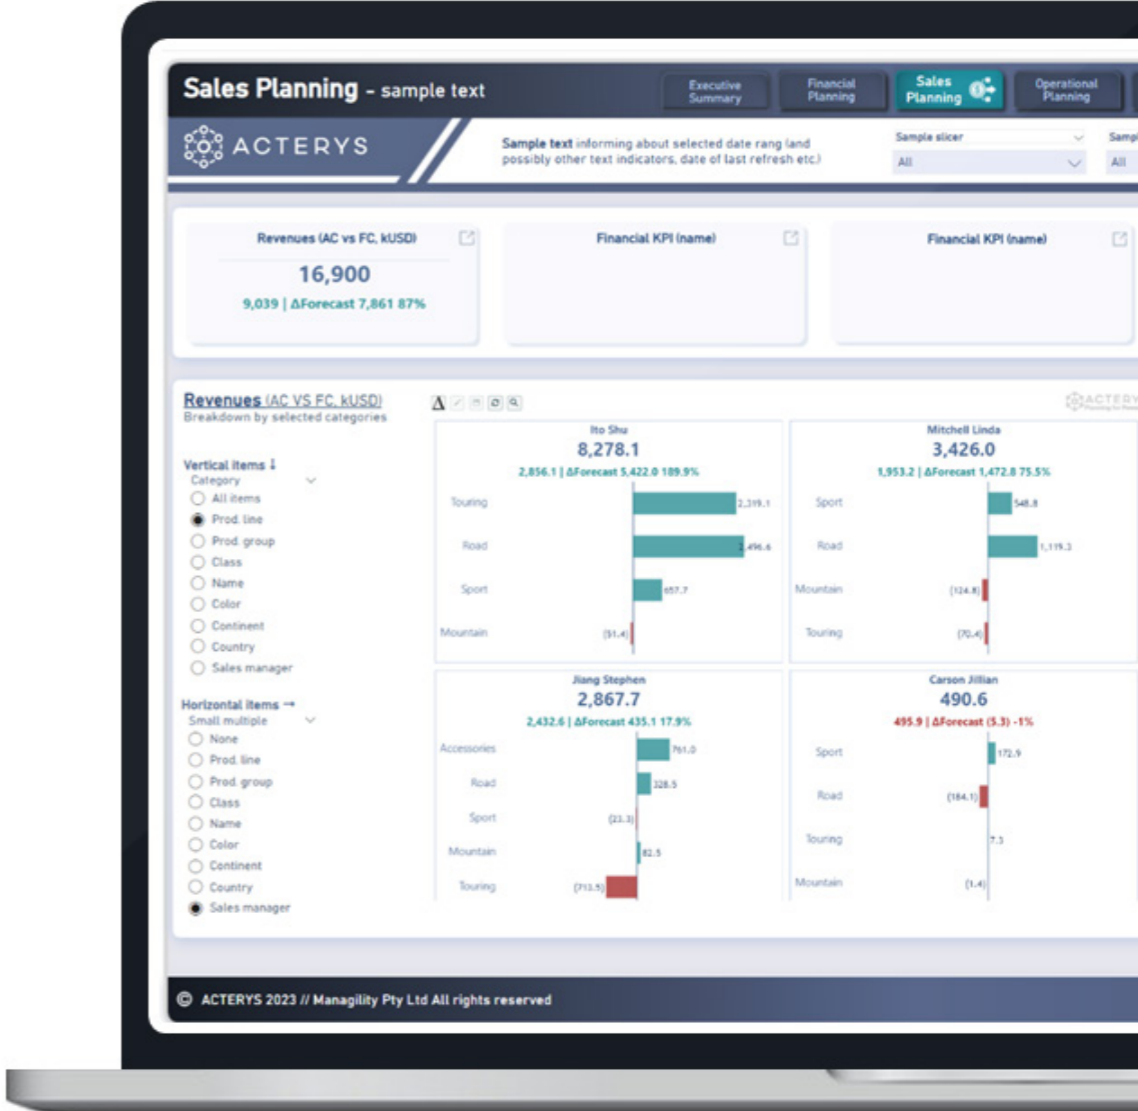 Sales Planning - sample text
Executive
Summary
Financial
Planning
Sales
Planning
Operational
Planning
ACTERYS
Sample text informing about selected date rang (and
possibly other text indicators, date of last refresh etc.)
Sample slicer
All
All
Revenues (AC vs FC, kUSD)
16,900
9,039 | ΔForecast 7,861 87%
Financial KPI (name)
Financial KPI (name)
Revenues (AC VS FC, kUSD)
Breakdown by selected categories
Vertical items ↓
Category
All items
Prod. line
Prod. group
Class
Name
Color
Continent
Country
Sales manager
Horizontal items →
Small multiple
None
Prod. line
Prod. group
Class
Name
Color
Continent
Country
Sales manager
Ito Shu
8,278.1
2,856.1 | ΔForecast 5,422.0 189.9%
Touring 2,319.1
Road 2,496.6
Sport 657.7
Mountain (51.4)
Mitchell Linda
3,426.0
1,953.2 | ΔForecast 1,472.8 75.5%
Sport 548.8
Road 1,119.3
Mountain (124.8)
Touring (70.4)
Jiang Stephen
2,867.7
2,432.6 | ΔForecast 435.1 17.9%
Accessories 761.0
Road 328.5
Sport (23.3)
Mountain 82.5
Touring (713.5)
Carson Jillian
490.6
495.9 | ΔForecast (5.3) -1%
Sport 172.9
Road (184.1)
Touring 7.3
Mountain (1.4)
© ACTERYS 2023 // Managility Pty Ltd All rights reserved